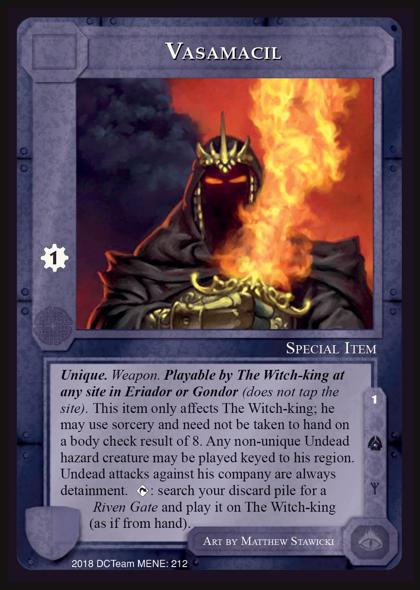 VASAMACIL
1
SPECIAL ITEM
Unique. Weapon. Playable by The Witch-king at
any site in Eriador or Gondor (does not tap the
site). This item only affects The Witch-king; he
may use sorcery and need not be taken to hand on
a body check result of 8. Any non-unique Undead
hazard creature may be played keyed to his region.
Undead attacks against his company are always
detainment. : search your discard pile for a
Riven Gate and play it on The Witch-king
(as if from hand).
1
ART BY MATTHEW STAWICKI
2018 DCTeam MENE: 212